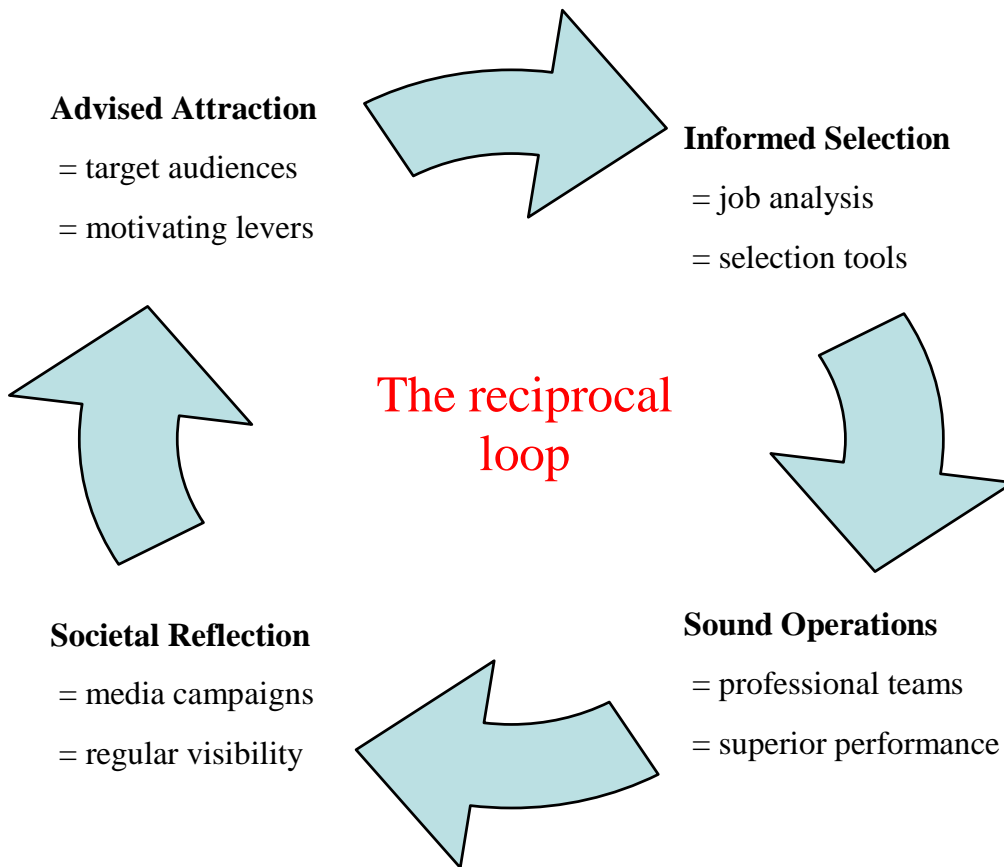 Advised Attraction
= target audiences
= motivating levers
Informed Selection
= job analysis
= selection tools
The reciprocal
loop
Societal Reflection
= media campaigns
= regular visibility
Sound Operations
= professional teams
= superior performance